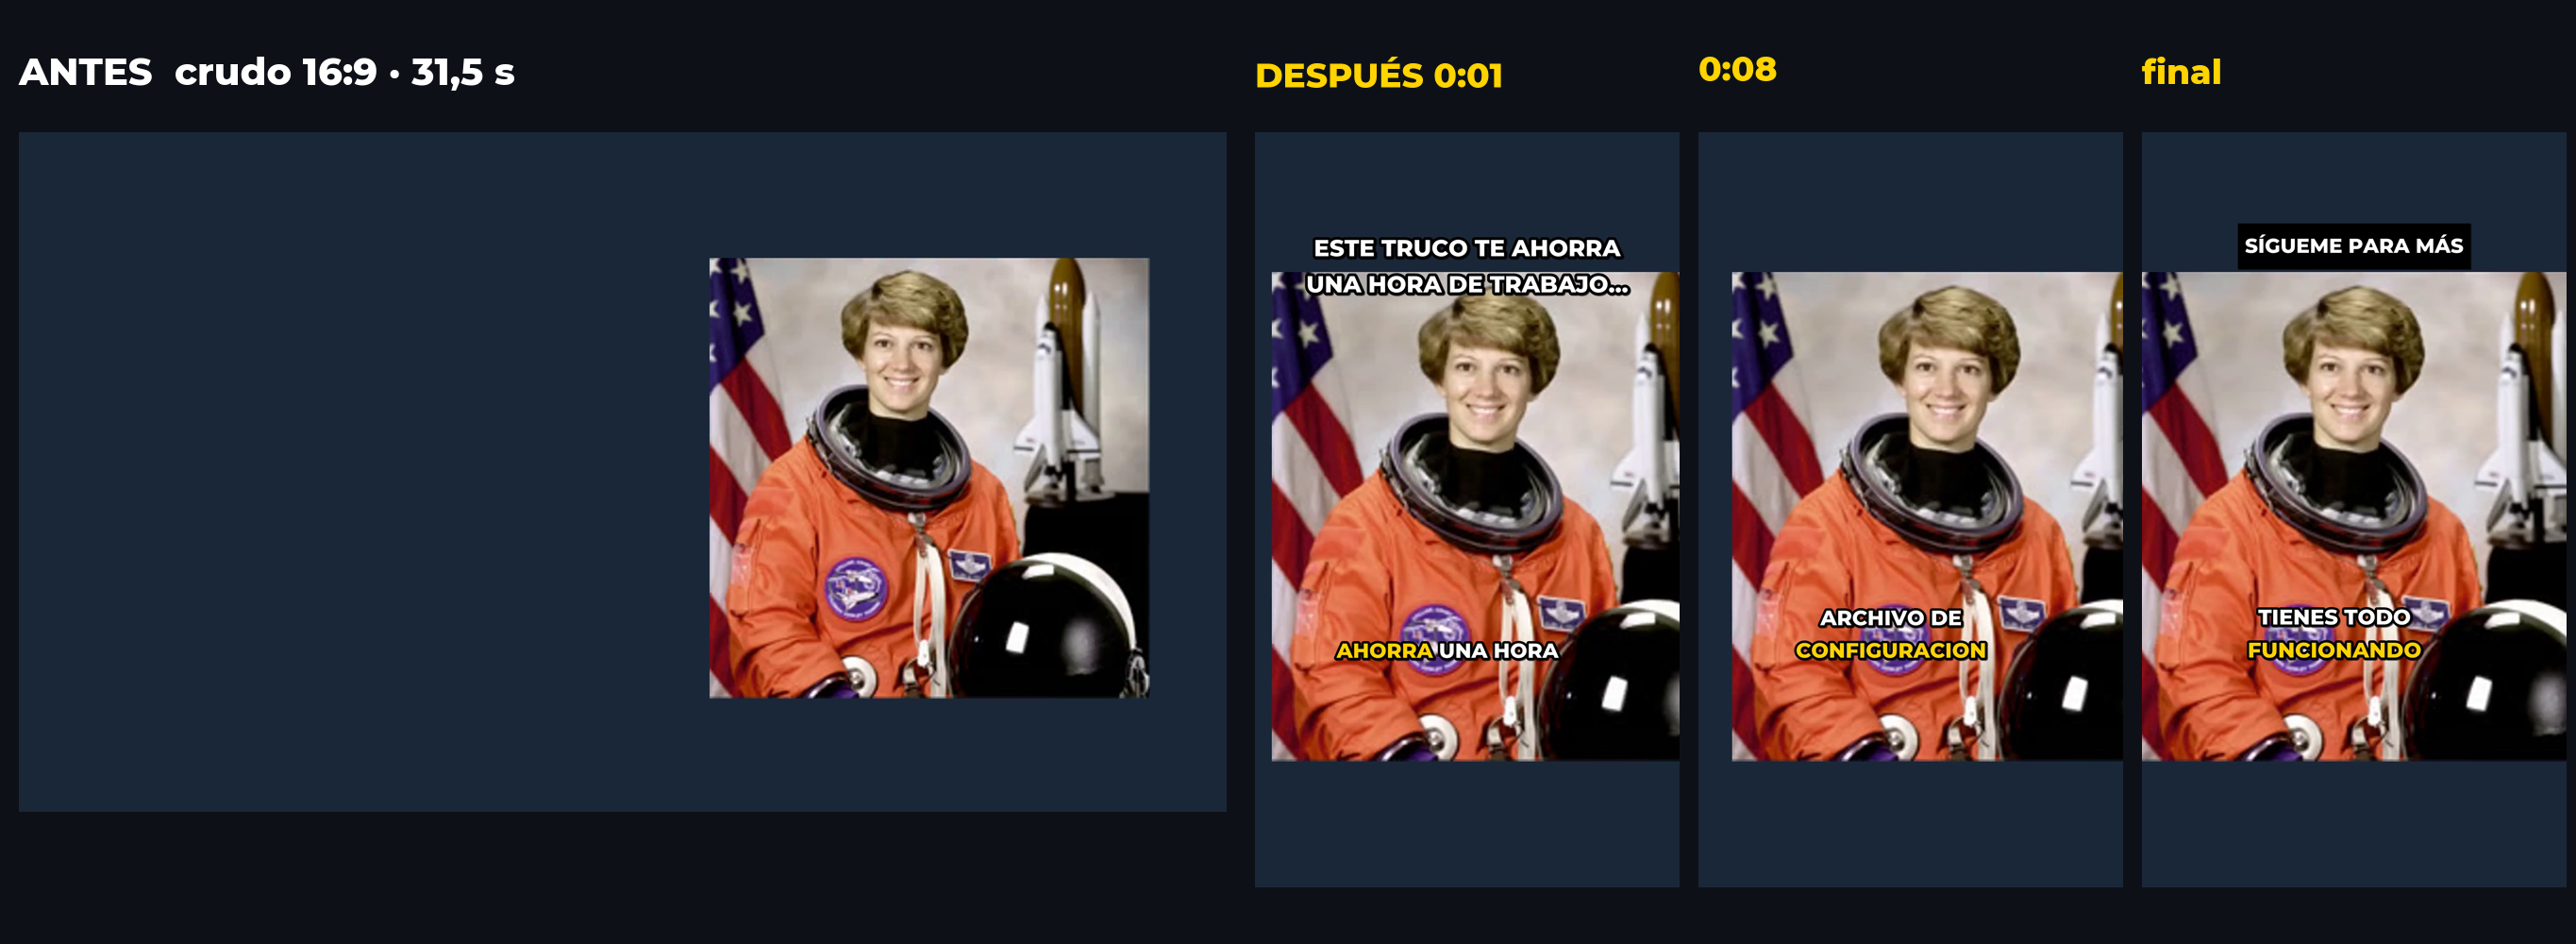 ANTES crudo 16:9 · 31,5 s
DESPUÉS 0:01
0:08
final
ESTE TRUCO TE AHORRA
UNA HORA DE TRABAJO...
AHORRA UNA HORA
ARCHIVO DE
CONFIGURACION
SÍGUEME PARA MÁS
TIENES TODO
FUNCIONANDO